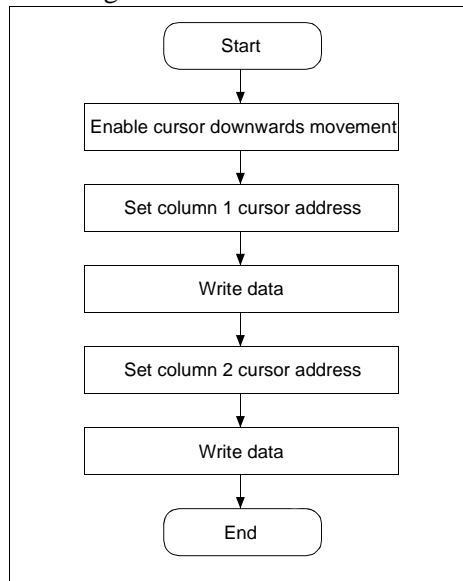 Start
Enable cursor downwards movement
Set column 1 cursor address
Write data
Set column 2 cursor address
Write data
End